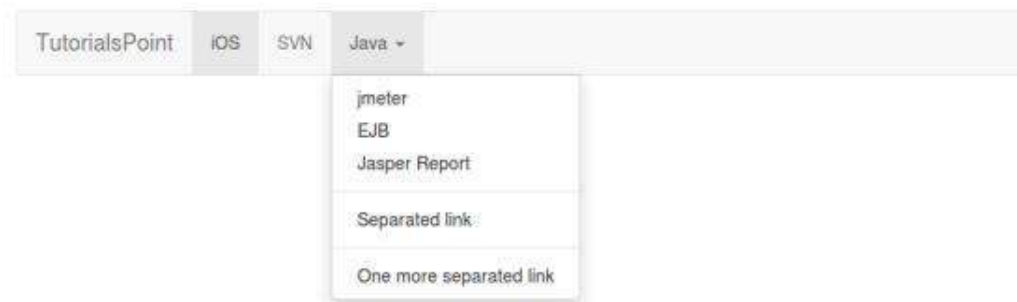 TutorialsPoint iOS SVN Java
jmeter
EJB
Jasper Report
Separated link
One more separated link